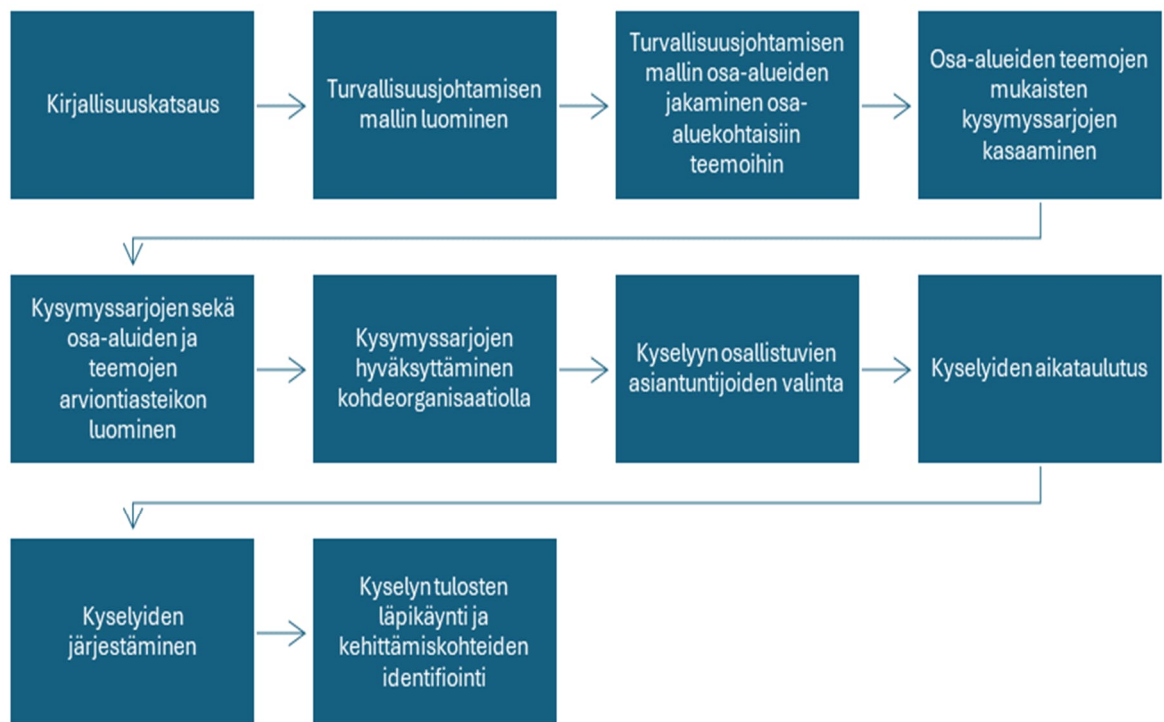 Kirjallisuuskatsaus
Turvallisuusjohtamisen
mallin luominen
Turvallisuusjohtamisen
mallin osa-alueiden
jakaminen osa-
aluekohtaisiin
teemoihin
Osa-alueiden teemojen
mukaisten
kysymyssarjojen
kasaaminen
Kysymyssarjojen sekä
osa-aluiden ja
teemojen
arviontiasteikon
luominen
Kysymyssarjojen
hyväksyttäminen
kohdeorganisaatiolla
Kyselyyn osallistuvien
asiantuntijoiden valinta
Kyselyiden aikataulutus
Kyselyiden
järjestäminen
Kyselyn tulosten
läpikäynti ja
kehittämiskohteiden
identifiointi